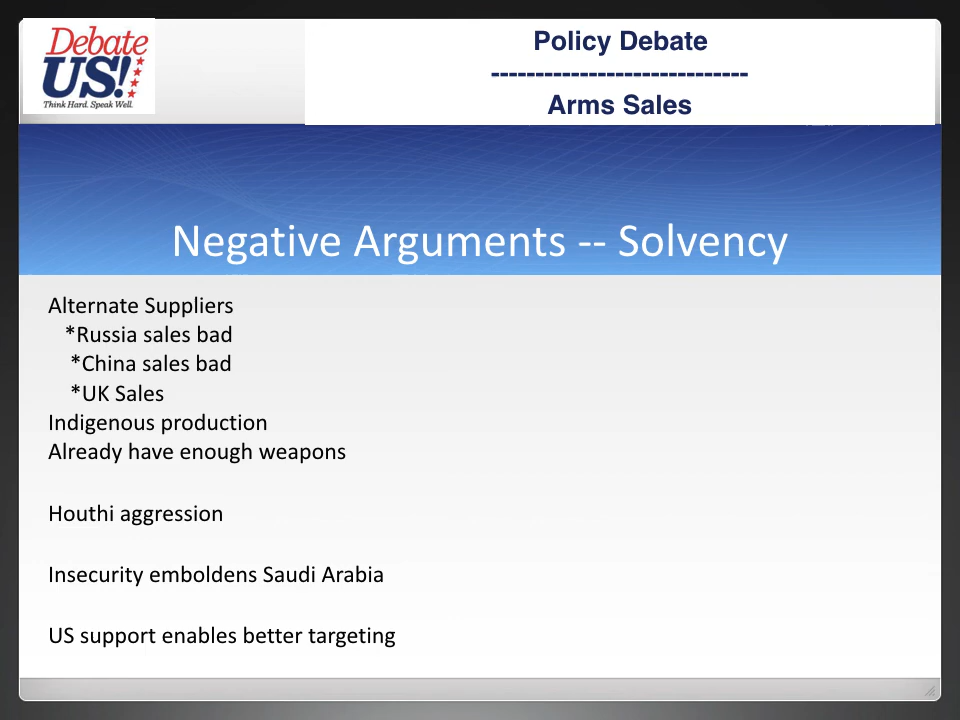 Debate
US!
Think Hard. Speak Well.
Policy Debate
-----------------------------
Arms Sales
Negative Arguments -- Solvency
Alternate Suppliers
*Russia sales bad
*China sales bad
*UK Sales
Indigenous production
Already have enough weapons
Houthi aggression
Insecurity emboldens Saudi Arabia
US support enables better targeting